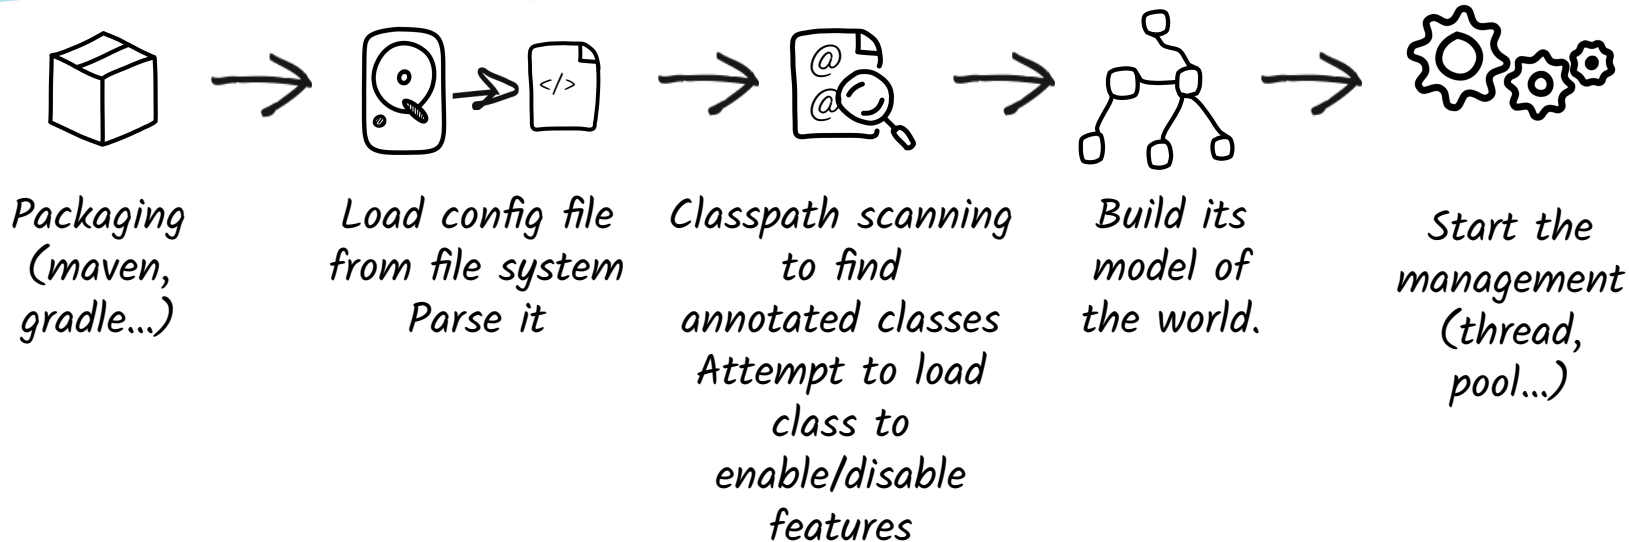 </>
@
@
Packaging
(maven,
gradle...)
Load config file
from file system
Parse it
Classpath scanning
to find
annotated classes
Attempt to load
class to
enable/disable
features
Build its
model of
the world.
Start the
management
(thread,
pool...)